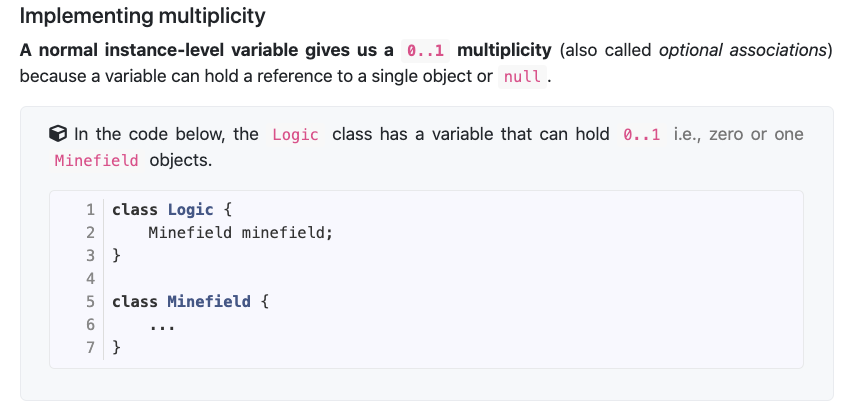 Implementing multiplicity
A normal instance-level variable gives us a 0..1 multiplicity (also called optional associations)
because a variable can hold a reference to a single object or null .
In the code below, the Logic class has a variable that can hold 0..1 i.e., zero or one
Minefield objects.
1 class Logic {
2     Minefield minefield;
3 }
4
5 class Minefield {
6     ...
7 }